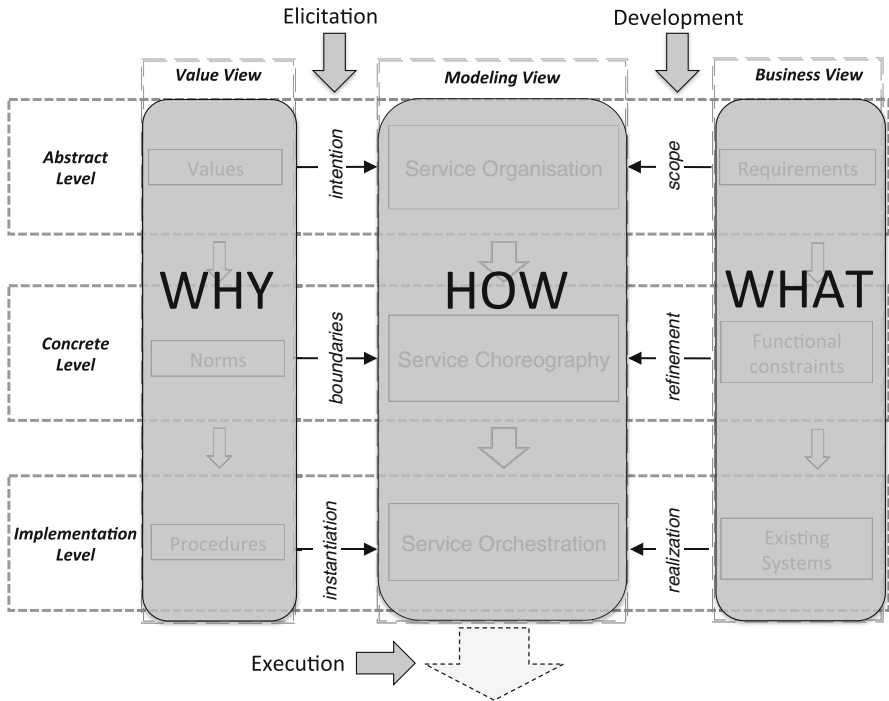 Elicitation
Development
Value View
Modeling View
Business View
Abstract
Level
Values
intention
Service Organisation
scope
Requirements
WHY
HOW
WHAT
Concrete
Level
Norms
boundaries
Service Choreography
refinement
Functional
constraints
Implementation
Level
Procedures
instantiation
Service Orchestration
realization
Existing
Systems
Execution